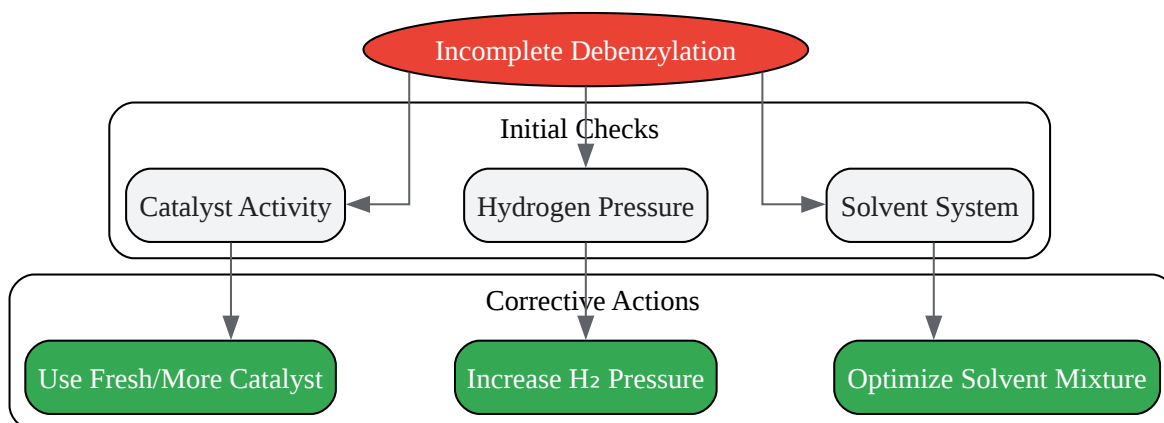 Incomplete Debenzylation
Initial Checks
Catalyst Activity
Hydrogen Pressure
Solvent System
Corrective Actions
Use Fresh/More Catalyst
Increase H₂ Pressure
Optimize Solvent Mixture